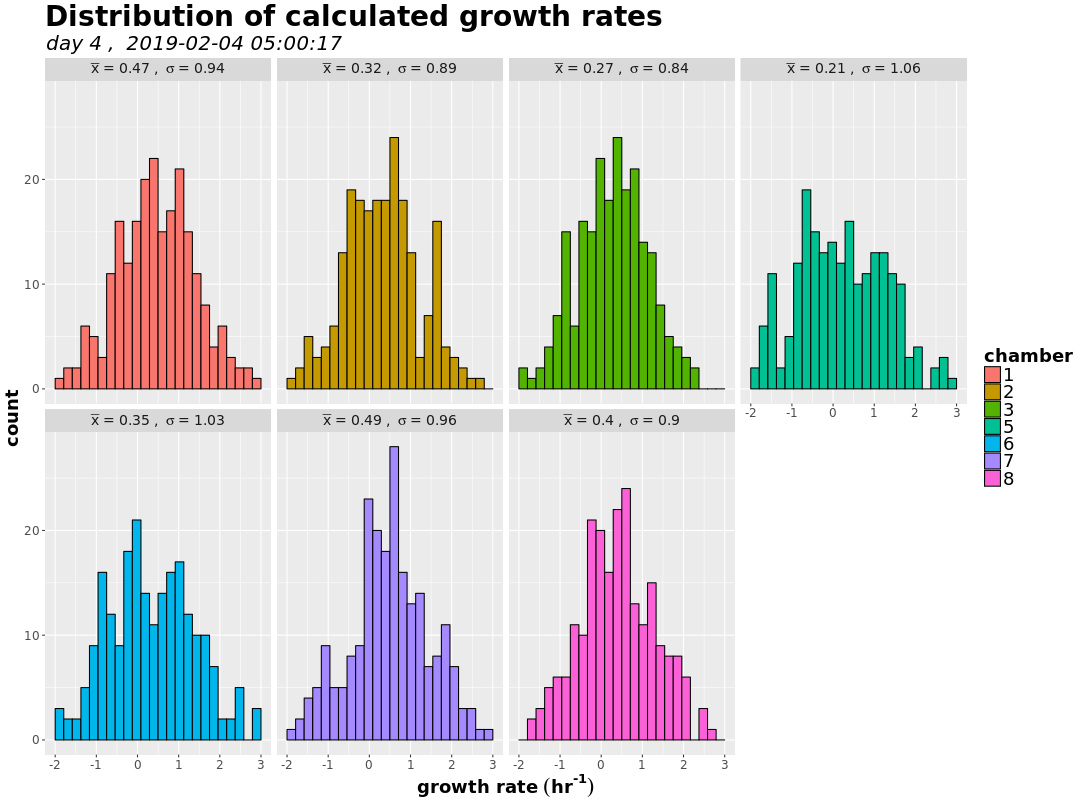 Distribution of calculated growth rates
day 4 ,  2019-02-04 05:00:17
x̅ = 0.47 ,  σ = 0.94
x̅ = 0.32 ,  σ = 0.89
x̅ = 0.27 ,  σ = 0.84
x̅ = 0.21 ,  σ = 1.06
20
10
0
-2 -1 0 1 2 3
x̅ = 0.35 ,  σ = 1.03
x̅ = 0.49 ,  σ = 0.96
x̅ = 0.4 ,  σ = 0.9
20
10
0
-2 -1 0 1 2 3
-2 -1 0 1 2 3
-2 -1 0 1 2 3
count
growth rate (hr⁻¹)
chamber
1
2
3
5
6
7
8